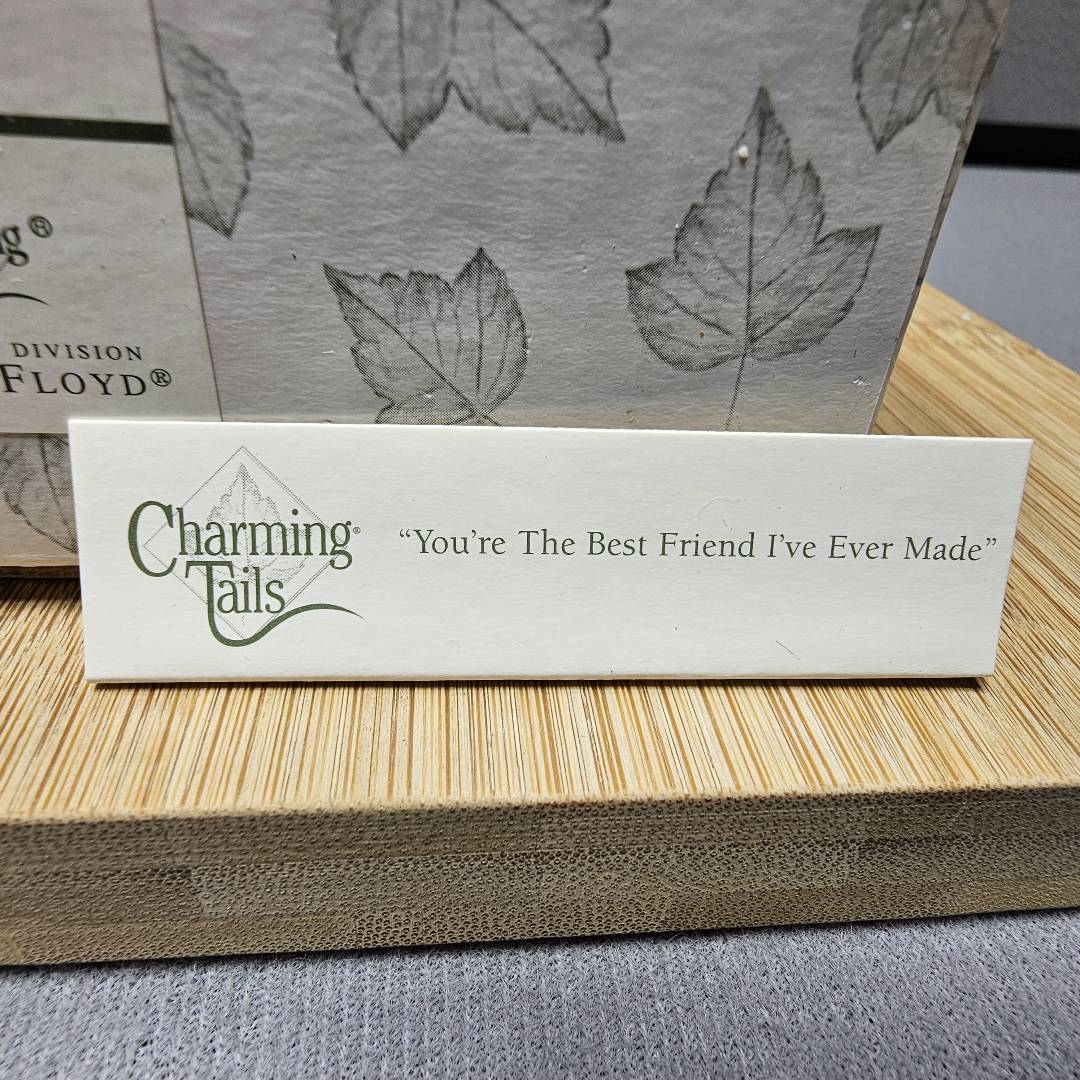 g®
DIVISION
FLOYD®
Charming®
Tails
“You’re The Best Friend I’ve Ever Made”